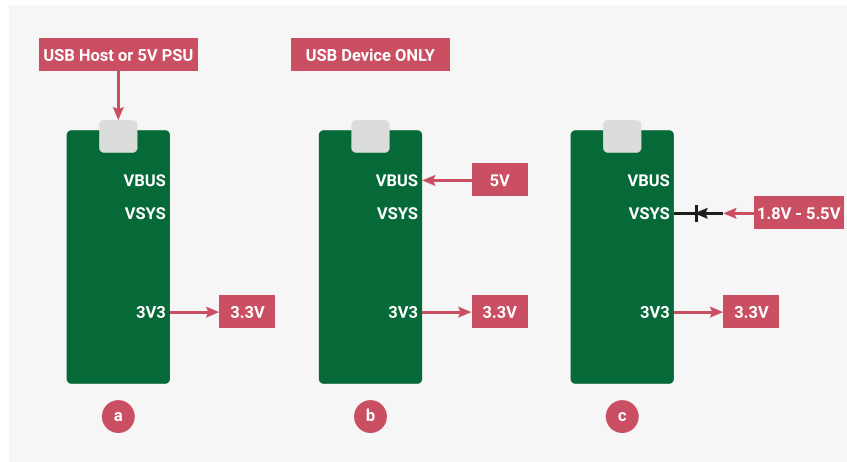 USB Host or 5V PSU
USB Device ONLY
VBUS
VSYS
3V3
3.3V
a
VBUS
5V
VSYS
3V3
3.3V
b
VBUS
VSYS
1.8V - 5.5V
3V3
3.3V
c